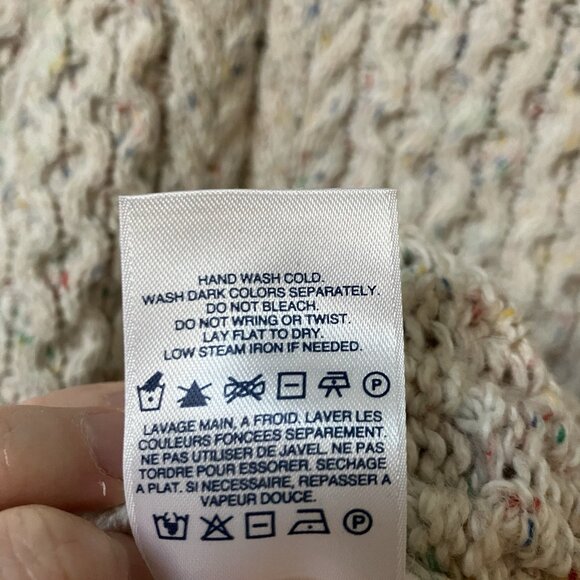 HAND WASH COLD.
WASH DARK COLORS SEPARATELY.
DO NOT BLEACH.
DO NOT WRING OR TWIST.
LAY FLAT TO DRY.
LOW STEAM IRON IF NEEDED.
P
LAVAGE MAIN, A FROID. LAVER LES
COULEURS FONCEES SEPAREMENT.
NE PAS UTILISER DE JAVEL. NE PAS
TORDRE POUR ESSORER. SECHAGE
A PLAT. SI NECESSAIRE, REPASSER A
VAPEUR DOUCE.
P